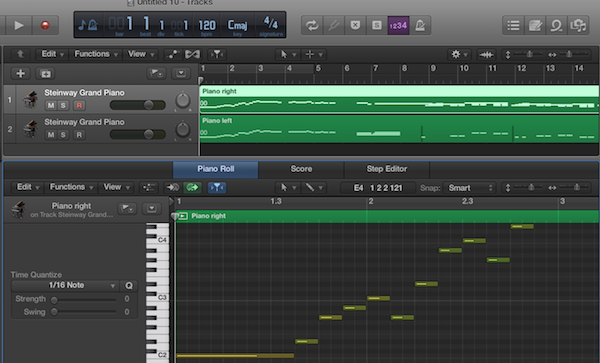 Untitled 10 - Tracks
1 1 1 1 120 Cmaj 4/4
bar beat div tick bpm key signature
1234
Edit Functions View
1 2 3 4 5 6 7 8 9 10 11 12 13 14
1 Steinway Grand Piano
M S R
Piano right
2 Steinway Grand Piano
M S R
Piano left
Piano Roll Score Step Editor
Edit Functions View E4 1 2 2 121 Snap: Smart
Piano right
on Track Steinway Grand...
1 1.3 2 2.3 3
Piano right
C4
Time Quantize
1/16 Note Q
C3
Strength 0
Swing 0
C2